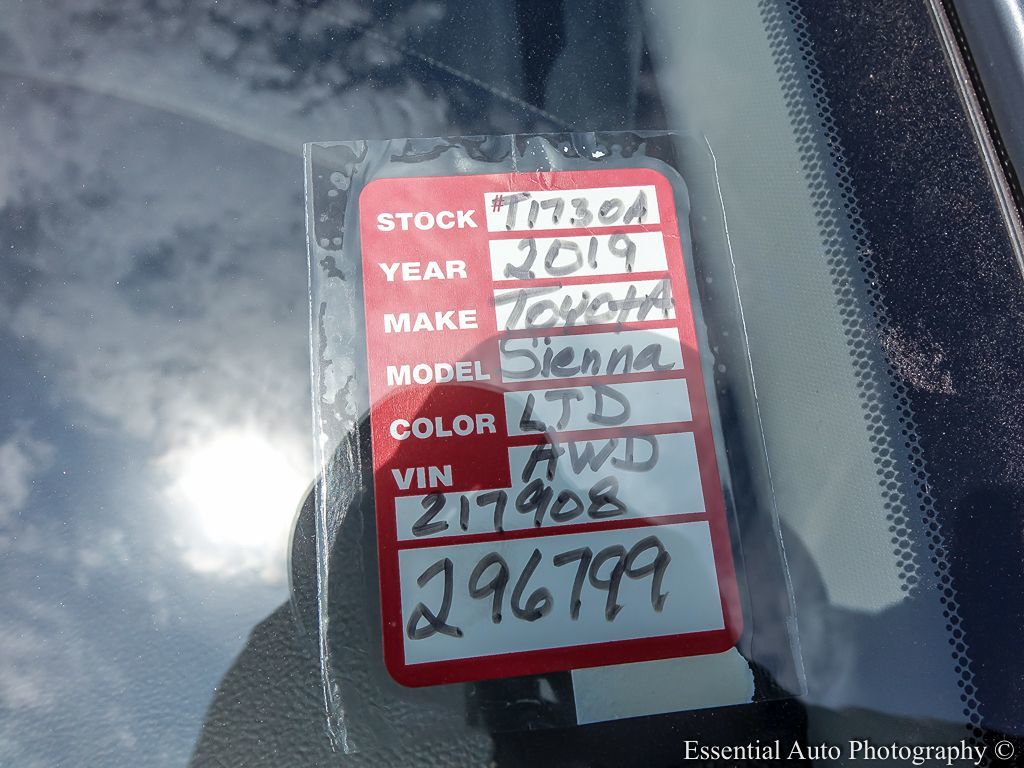 STOCK #T1730A
YEAR 2019
MAKE Toyota
MODEL Sienna
COLOR LTD
VIN AWD
217908
296799
Essential Auto Photography ©